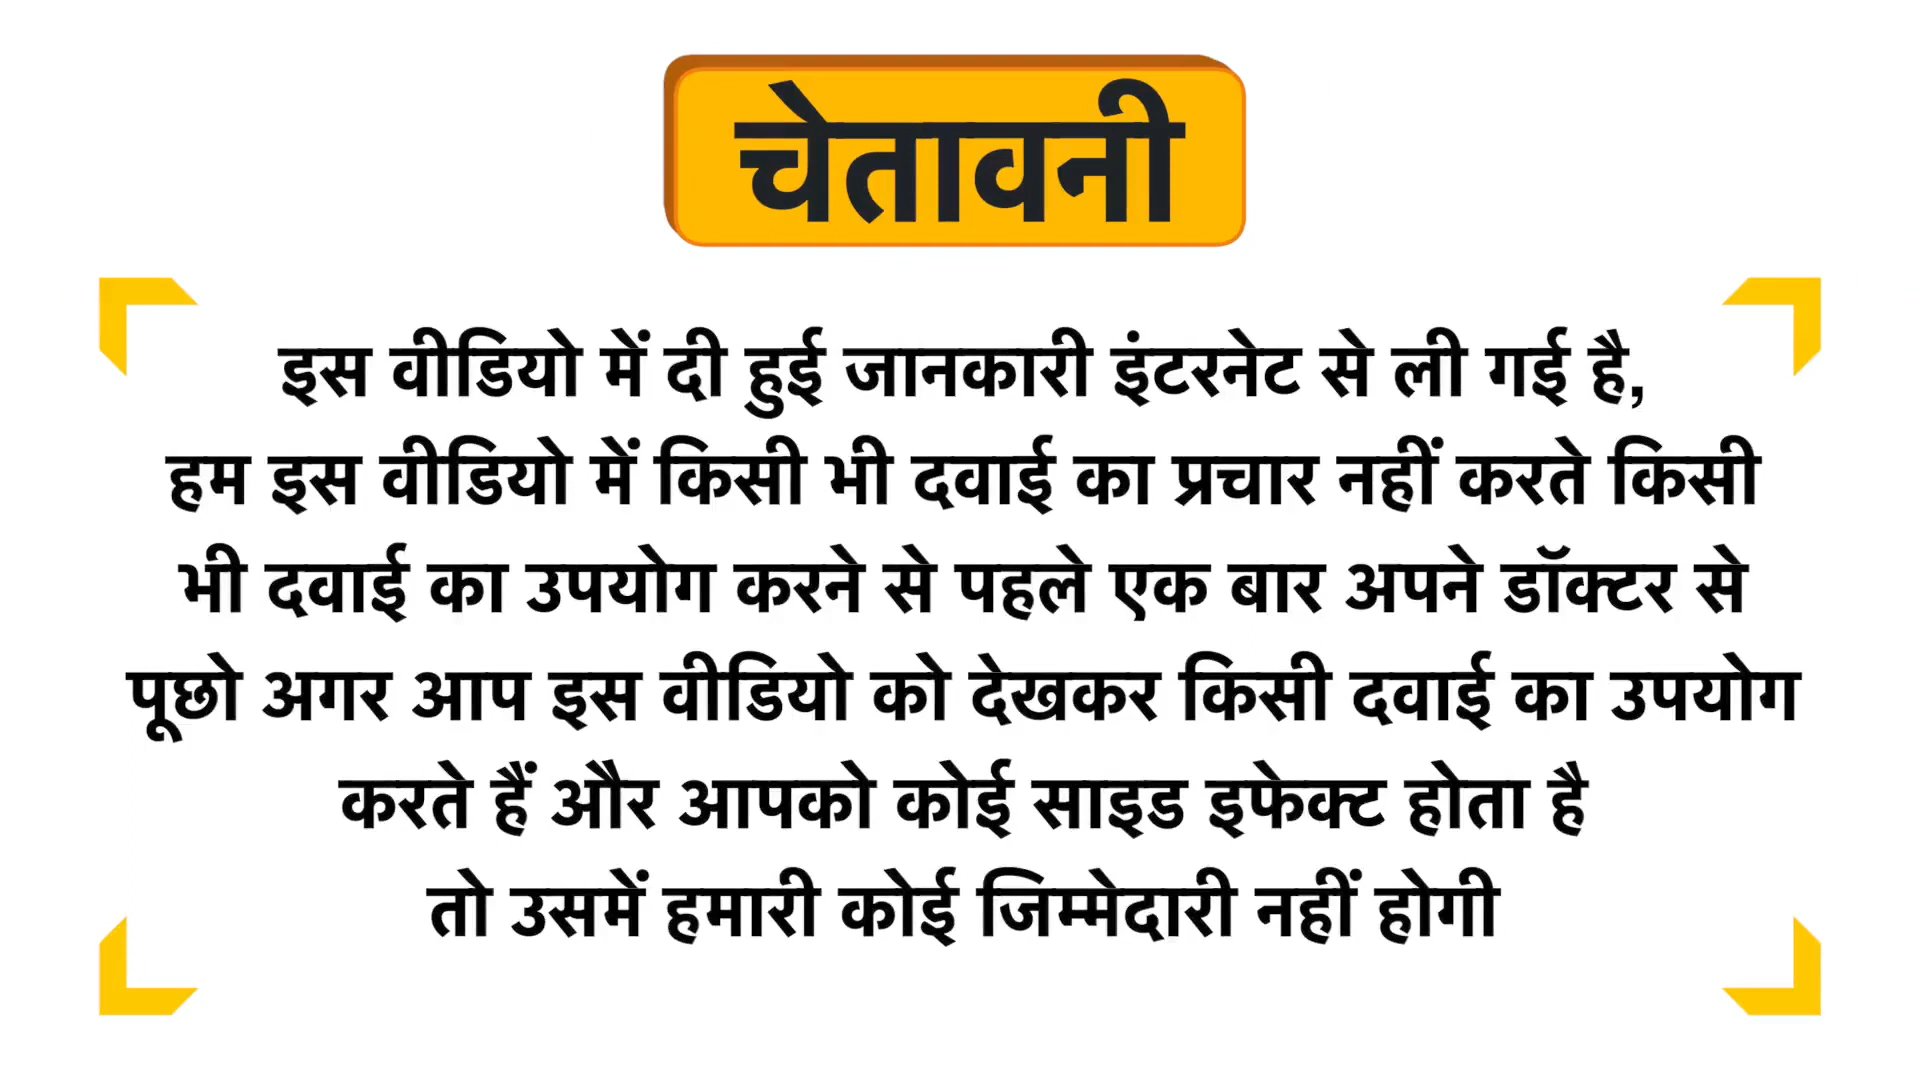 चेतावनी
इस वीडियो में दी हुई जानकारी इंटरनेट से ली गई है,
हम इस वीडियो में किसी भी दवाई का प्रचार नहीं करते किसी
भी दवाई का उपयोग करने से पहले एक बार अपने डॉक्टर से
पूछो अगर आप इस वीडियो को देखकर किसी दवाई का उपयोग
करते हैं और आपको कोई साइड इफेक्ट होता है
तो उसमें हमारी कोई जिम्मेदारी नहीं होगी